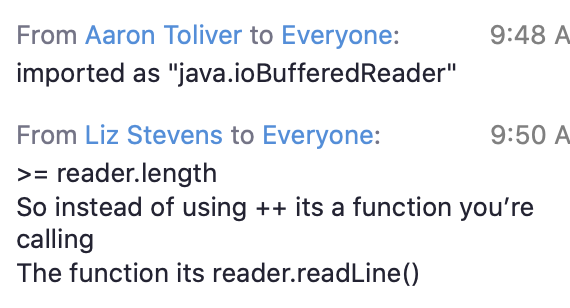 From Aaron Toliver to Everyone: 9:48 A
imported as "java.ioBufferedReader"
From Liz Stevens to Everyone: 9:50 A
>= reader.length
So instead of using ++ its a function you’re
calling
The function its reader.readLine()